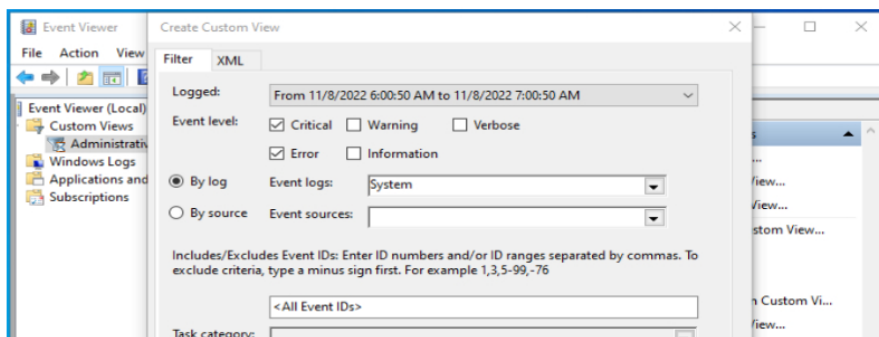 Event Viewer
Create Custom View
File Action View
Filter XML
Logged: From 11/8/2022 6:00:50 AM to 11/8/2022 7:00:50 AM
Event Viewer (Local)
Event level: Critical Warning Verbose
Custom Views
Administrativ
Error Information
Windows Logs
Applications and
By log Event logs: System
Subscriptions
By source Event sources:
Includes/Excludes Event IDs: Enter ID numbers and/or ID ranges separated by commas. To
exclude criteria, type a minus sign first. For example 1,3,5-99,-76
<All Event IDs>
Task category:
s
...
/iew...
/iew...
stom View...
n Custom Vi...
/iew...